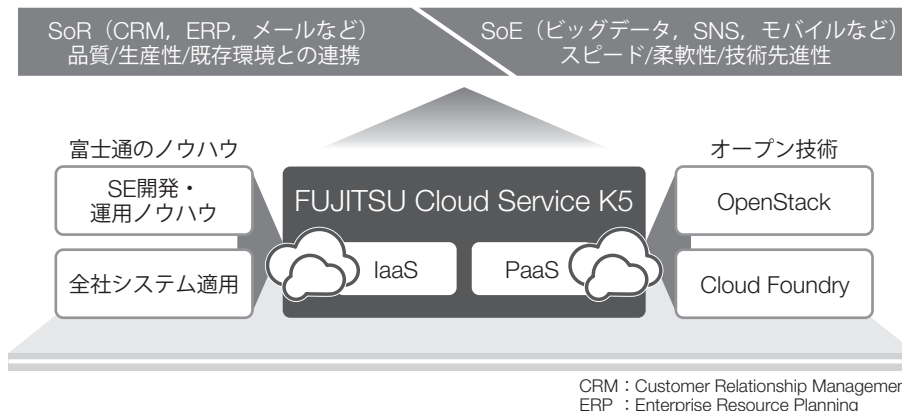 SoR（CRM，ERP，メールなど）
品質/生産性/既存環境との連携
SoE（ビッグデータ，SNS，モバイルなど）
スピード/柔軟性/技術先進性
富士通のノウハウ
SE開発・
運用ノウハウ
全社システム適用
FUJITSU Cloud Service K5
IaaS
PaaS
オープン技術
OpenStack
Cloud Foundry
CRM：Customer Relationship Managemen
ERP ：Enterprise Resource Planning